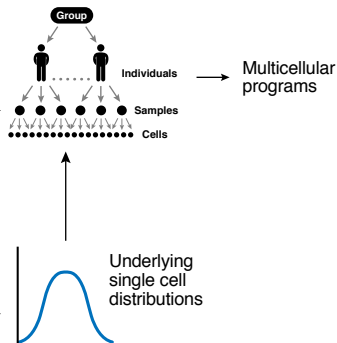 Group
Individuals
Multicellular
programs
Samples
Cells
Underlying
single cell
distributions